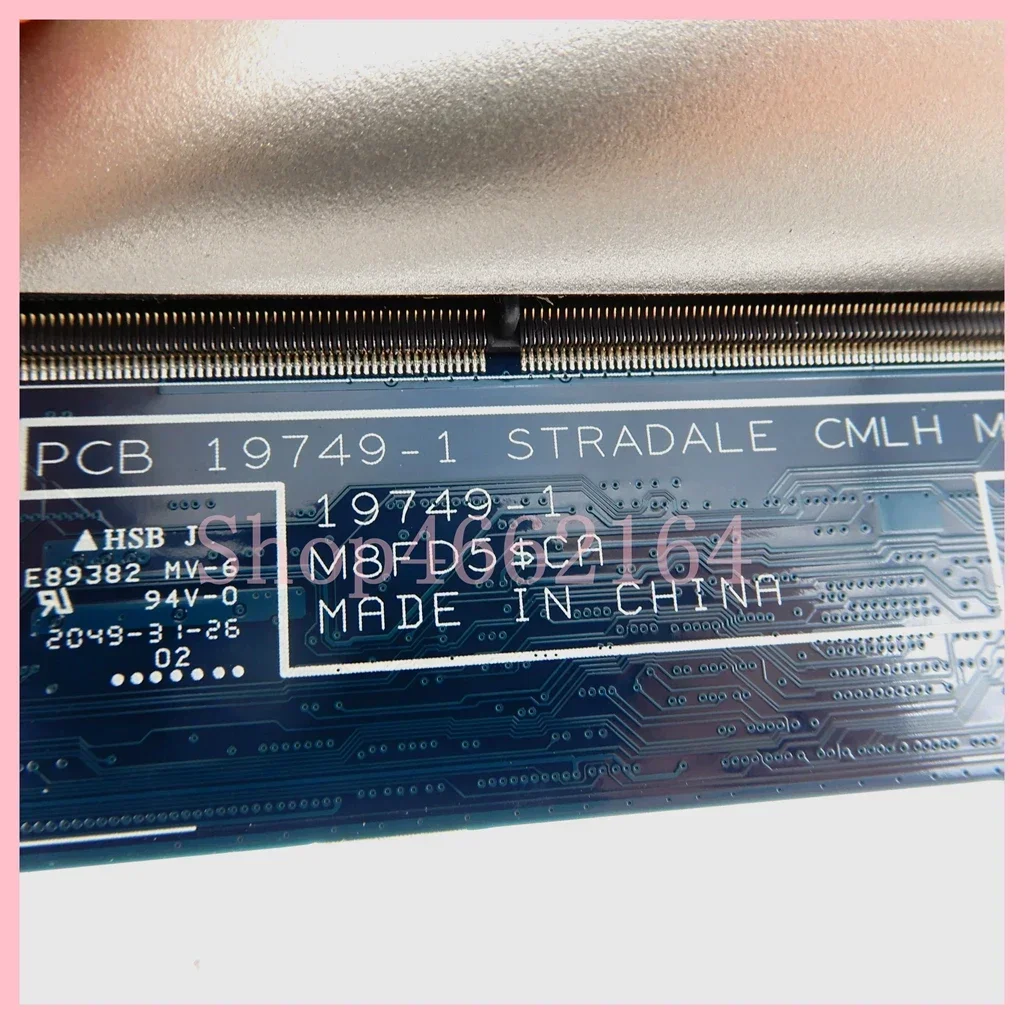 PCB 19749-1 STRADALE CMLH M
19749-1
M8FD5$CA
MADE IN CHINA
▲HSB J
E89382 MV-6
94V-0
2049-31-26
02
Shop4662164